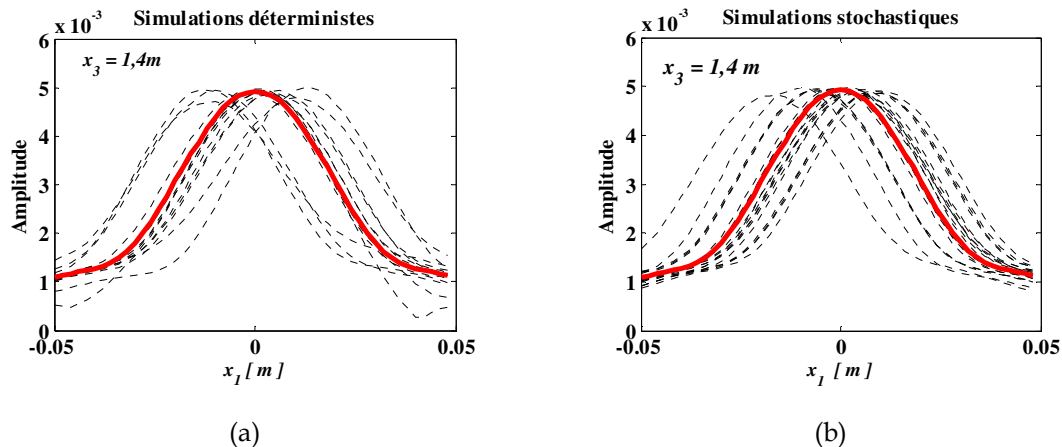 Simulations déterministes
x 10-3
6
5
4
3
2
1
0
Amplitude
x3 = 1,4m
-0.05 0 0.05
x1 [ m ]
(a)
Simulations stochastiques
x 10-3
6
5
4
3
2
1
0
Amplitude
x3 = 1,4 m
-0.05 0 0.05
x1 [ m ]
(b)